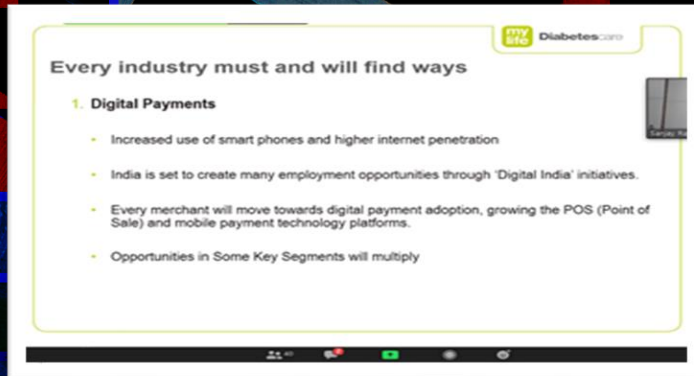 my
life
Diabetescare
Every industry must and will find ways
1. Digital Payments
Increased use of smart phones and higher internet penetration
India is set to create many employment opportunities through 'Digital India' initiatives.
Every merchant will move towards digital payment adoption, growing the POS (Point of
Sale) and mobile payment technology platforms.
Opportunities in Some Key Segments will multiply
Sanjay